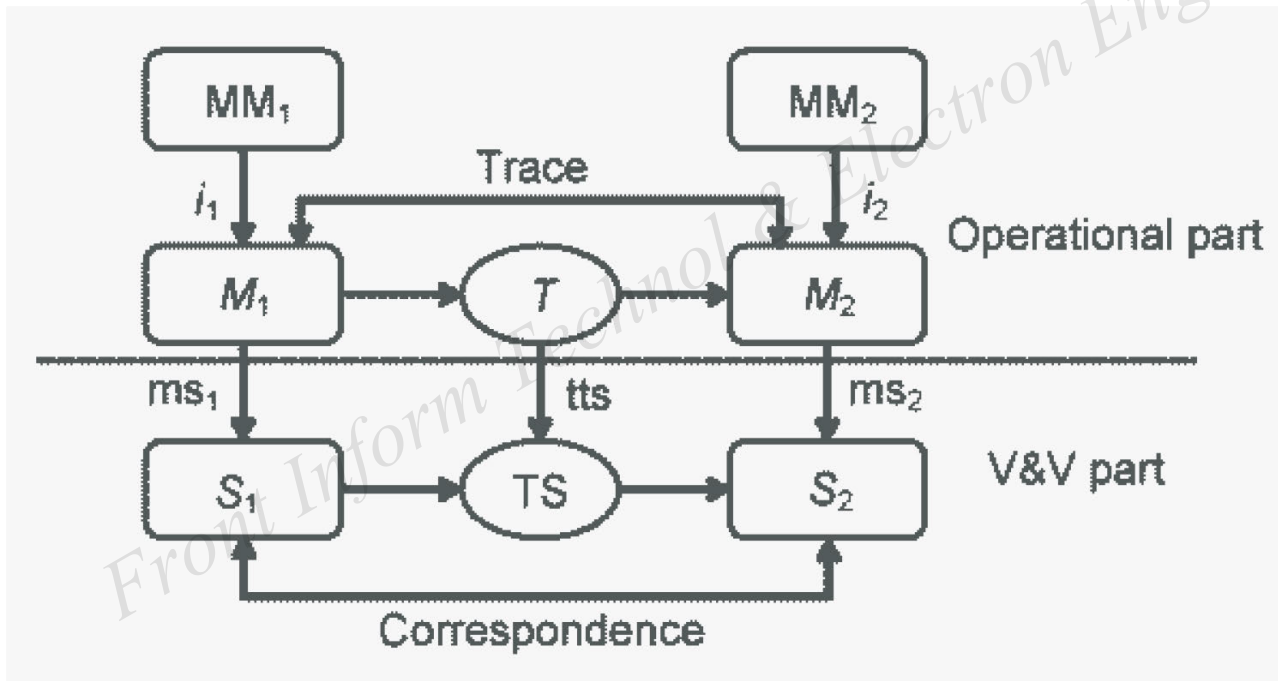 MM₁ MM₂
Trace
i₁ i₂
Operational part
M₁ T M₂
ms₁ tts ms₂
S₁ TS S₂
V&V part
Correspondence
Front Inform Technol & Electron Eng